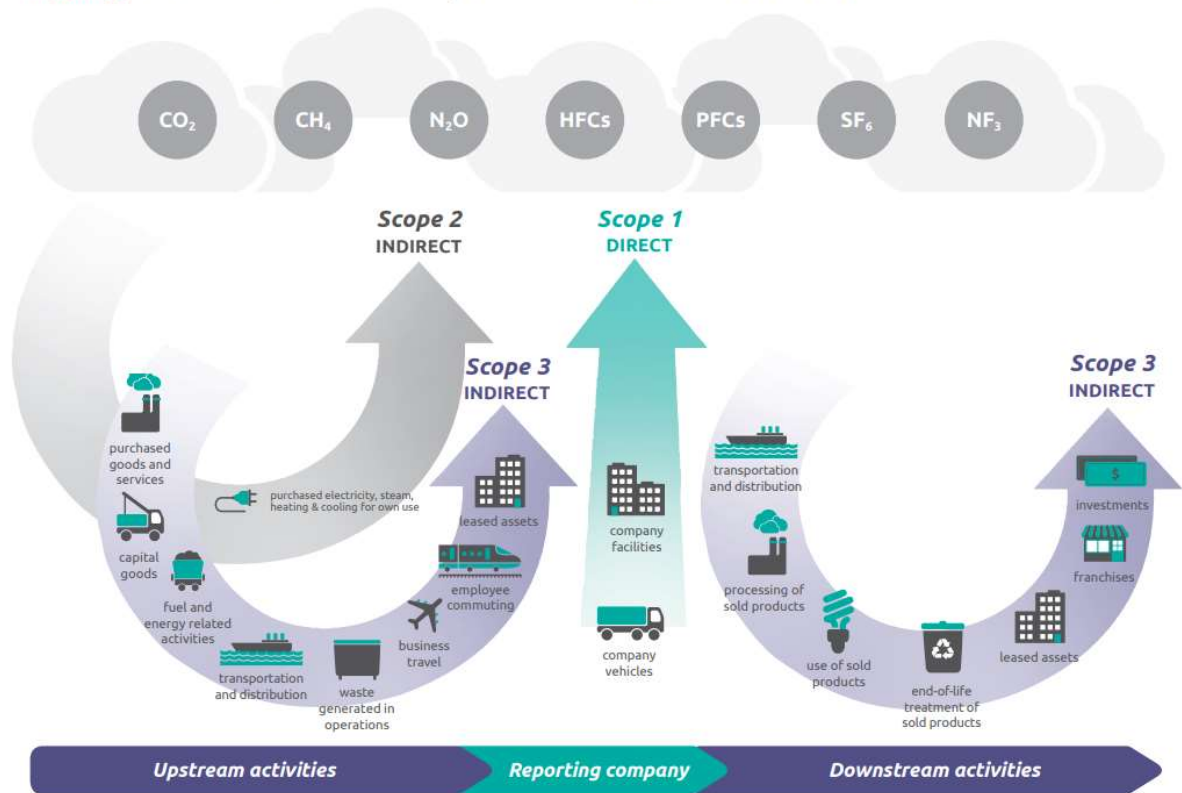 CO₂
CH₄
N₂O
HFCs
PFCs
SF₆
NF₃
Scope 2
INDIRECT
Scope 1
DIRECT
Scope 3
INDIRECT
Scope 3
INDIRECT
purchased
goods and
services
capital
goods
fuel and
energy related
activities
purchased electricity, steam,
heating & cooling for own use
transportation
and distribution
waste
generated in
operations
business
travel
employee
commuting
leased assets
company
facilities
company
vehicles
transportation
and distribution
processing of
sold products
use of sold
products
end-of-life
treatment of
sold products
leased assets
franchises
$
investments
Upstream activities
Reporting company
Downstream activities